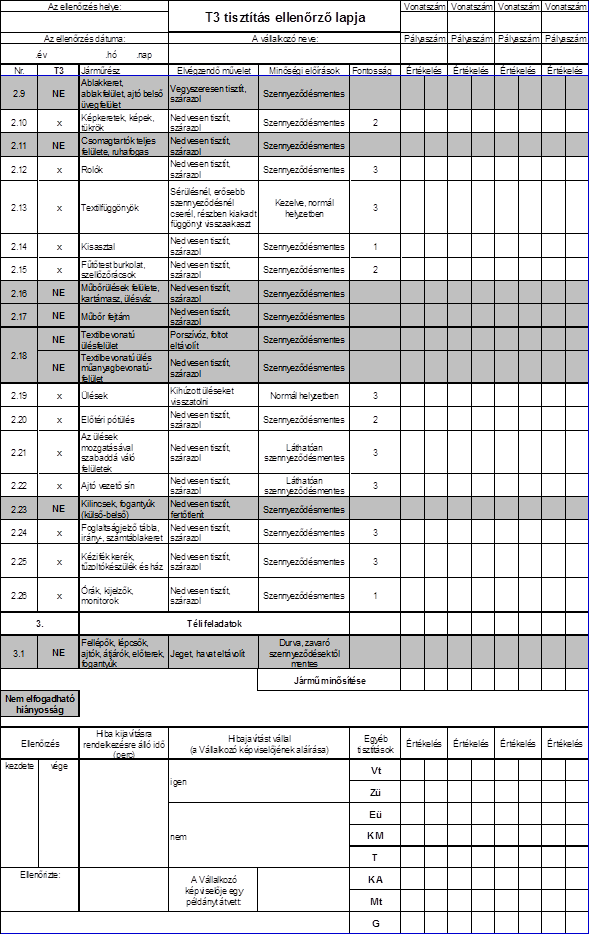 Az ellenőrzés helye:
T3 tisztítás ellenőrző lapja
Vonatszám Vonatszám Vonatszám Vonatszám
Az ellenőrzés dátuma:
A vállalkozó neve:
Pályaszám Pályaszám Pályaszám Pályaszám
.év .hó .nap
Nr. T3 Járműrész Elvégzendő művelet Minőségi előírások Fontosság Értékelés Értékelés Értékelés Értékelés
2.9 NE Ablakkeret, ablakfelület, ajtó belső üvegfelület Vegyszeresen tisztít, szárazol Szennyeződésmentes
2.10 x Képkeretek, képek, tükrök Nedvesen tisztít, szárazol Szennyeződésmentes 2
2.11 NE Csomagtartók teljes felülete, ruhafogas Nedvesen tisztít, szárazol Szennyeződésmentes
2.12 x Rolók Nedvesen tisztít, szárazol Szennyeződésmentes 3
2.13 x Textilfüggönyök Sérülésnél, erősebb szennyeződésnél cserél, részben kiakadt függönyt visszaakaszt Kezelve, normál helyzetben 3
2.14 x Kisasztal Nedvesen tisztít, szárazol Szennyeződésmentes 1
2.15 x Fűtőtest burkolat, szellőzőrácsok Nedvesen tisztít, szárazol Szennyeződésmentes 2
2.16 NE Műbőrülések felülete, kartámasz, ülésváz Nedvesen tisztít, szárazol Szennyeződésmentes
2.17 NE Műbőr fejtám Nedvesen tisztít, szárazol Szennyeződésmentes
2.18 NE Textilbevonatú ülésfelület Porszívóz, foltot eltávolít Szennyeződésmentes
NE Textilbevonatú ülés műanyagbevonatú-felület Nedvesen tisztít, szárazol Szennyeződésmentes
2.19 x Ülések Kihúzott üléseket visszatolni Normál helyzetben 3
2.20 x Előtéri pótülés Nedvesen tisztít, szárazol Szennyeződésmentes 2
2.21 x Az ülések mozgatásával szabaddá váló felületek Nedvesen tisztít, szárazol Láthatóan szennyeződésmentes 3
2.22 x Ajtó vezető sín Nedvesen tisztít, szárazol Láthatóan szennyeződésmentes 3
2.23 NE Kilincsek, fogantyúk (külső-belső) Nedvesen tisztít, fertőtlenít Szennyeződésmentes
2.24 x Foglaltságjelző tábla, irány-, számtáblakeret Nedvesen tisztít, szárazol Szennyeződésmentes 3
2.25 x Kézifék kerék, tűzoltókészülék és ház Nedvesen tisztít, szárazol Szennyeződésmentes 3
2.26 x Órák, kijelzők, monitorok Nedvesen tisztít, szárazol Szennyeződésmentes 1
3. Téli feladatok
3.1 NE Fellépők, lépcsők, ajtók, átjárók, előterek, fogantyúk Jeget, havat eltávolít Durva, zavaró szennyeződésektől mentes
Jármű minősítése
Nem elfogadható hiányosság
Ellenőrzés
Hiba kijavításra rendelkezésre álló idő (perc)
Hibajavítást vállal (a Vállalkozó képviselőjének aláírása)
Egyéb tisztítások
Értékelés Értékelés Értékelés Értékelés
kezdete vége
igen
Vt
Zü
Eü
nem
KM
T
Ellenőrizte:
A Vállalkozó képviselője egy példányt átvett:
KA
Mt
G